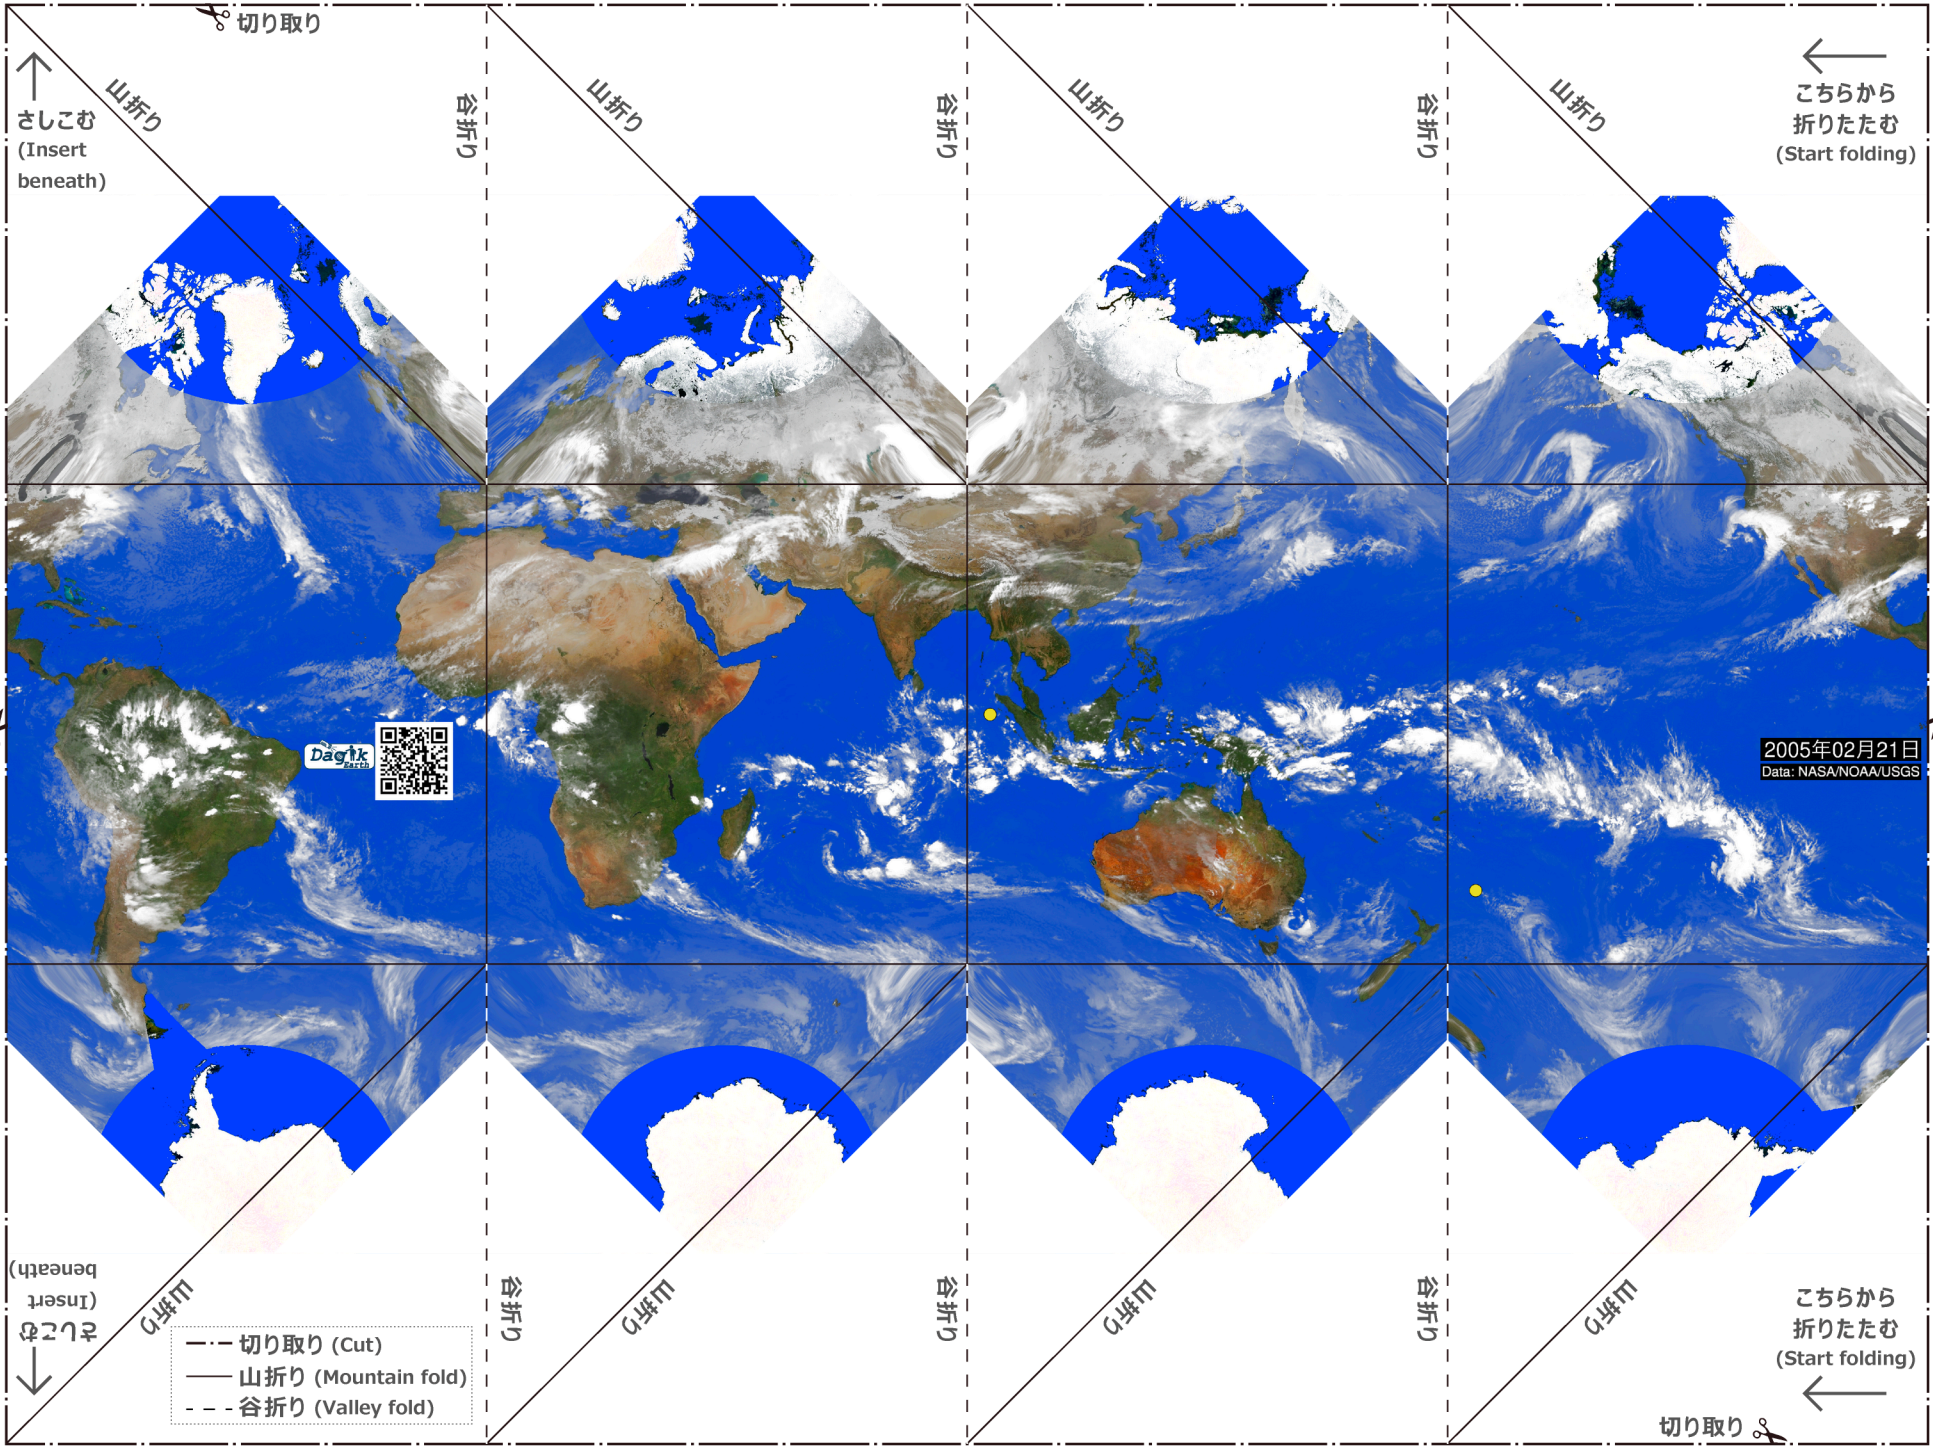 切り取り
山折り
谷折り
山折り
谷折り
山折り
谷折り
山折り
さしこむ
(Insert
beneath)
こちらから
折りたたむ
(Start folding)
Dagik
Earth
2005年02月21日
Data: NASA/NOAA/USGS
さしこむ
(Insert
beneath)
山折り
谷折り
山折り
谷折り
山折り
谷折り
山折り
こちらから
折りたたむ
(Start folding)
切り取り (Cut)
山折り (Mountain fold)
谷折り (Valley fold)
切り取り